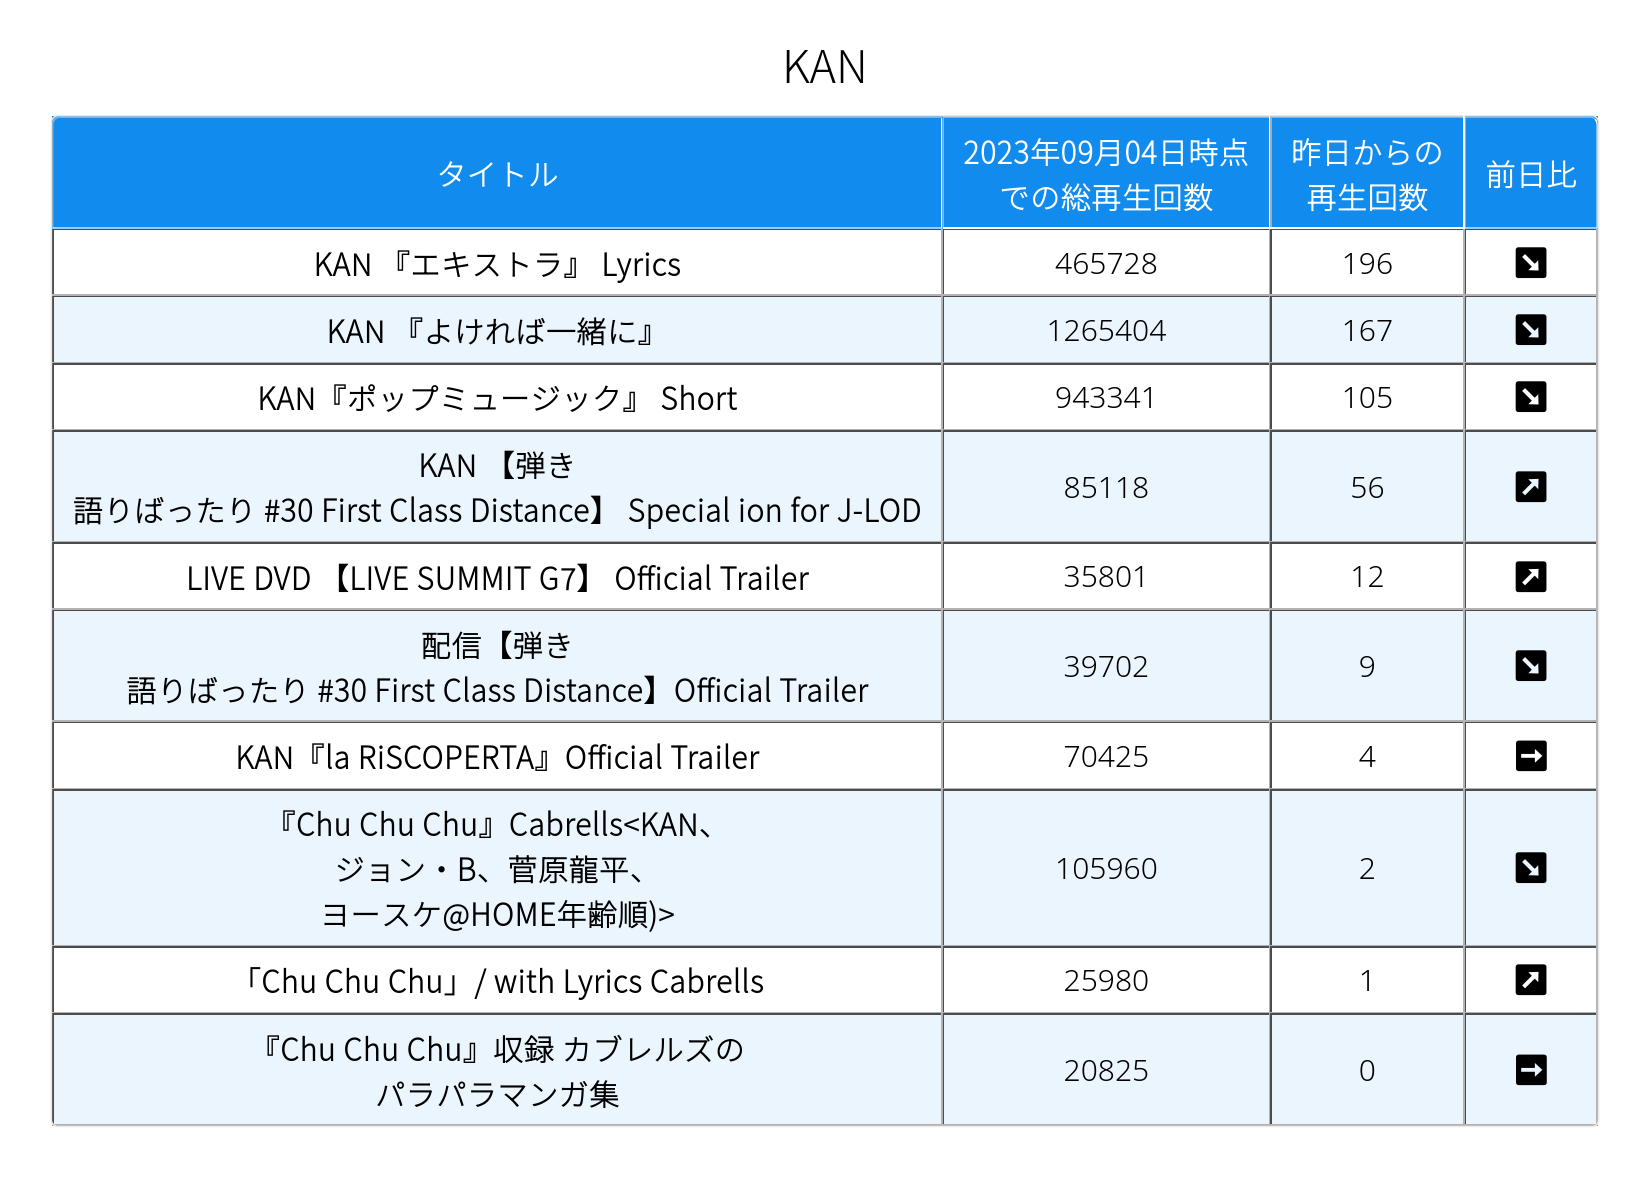 KAN
タイトル
2023年09月04日時点
での総再生回数
昨日からの
再生回数
前日比
KAN 『エキストラ』 Lyrics
465728
196
KAN 『よければ一緒に』
1265404
167
KAN『ポップミュージック』 Short
943341
105
KAN 【弾き
語りばったり #30 First Class Distance】 Special ion for J-LOD
85118
56
LIVE DVD 【LIVE SUMMIT G7】 Official Trailer
35801
12
配信【弾き
語りばったり #30 First Class Distance】Official Trailer
39702
9
KAN『la RiSCOPERTA』Official Trailer
70425
4
『Chu Chu Chu』Cabrells<KAN、
ジョン・B、菅原龍平、
ヨースケ@HOME年齢順)>
105960
2
「Chu Chu Chu」/ with Lyrics Cabrells
25980
1
『Chu Chu Chu』収録 カブレルズの
パラパラマンガ集
20825
0